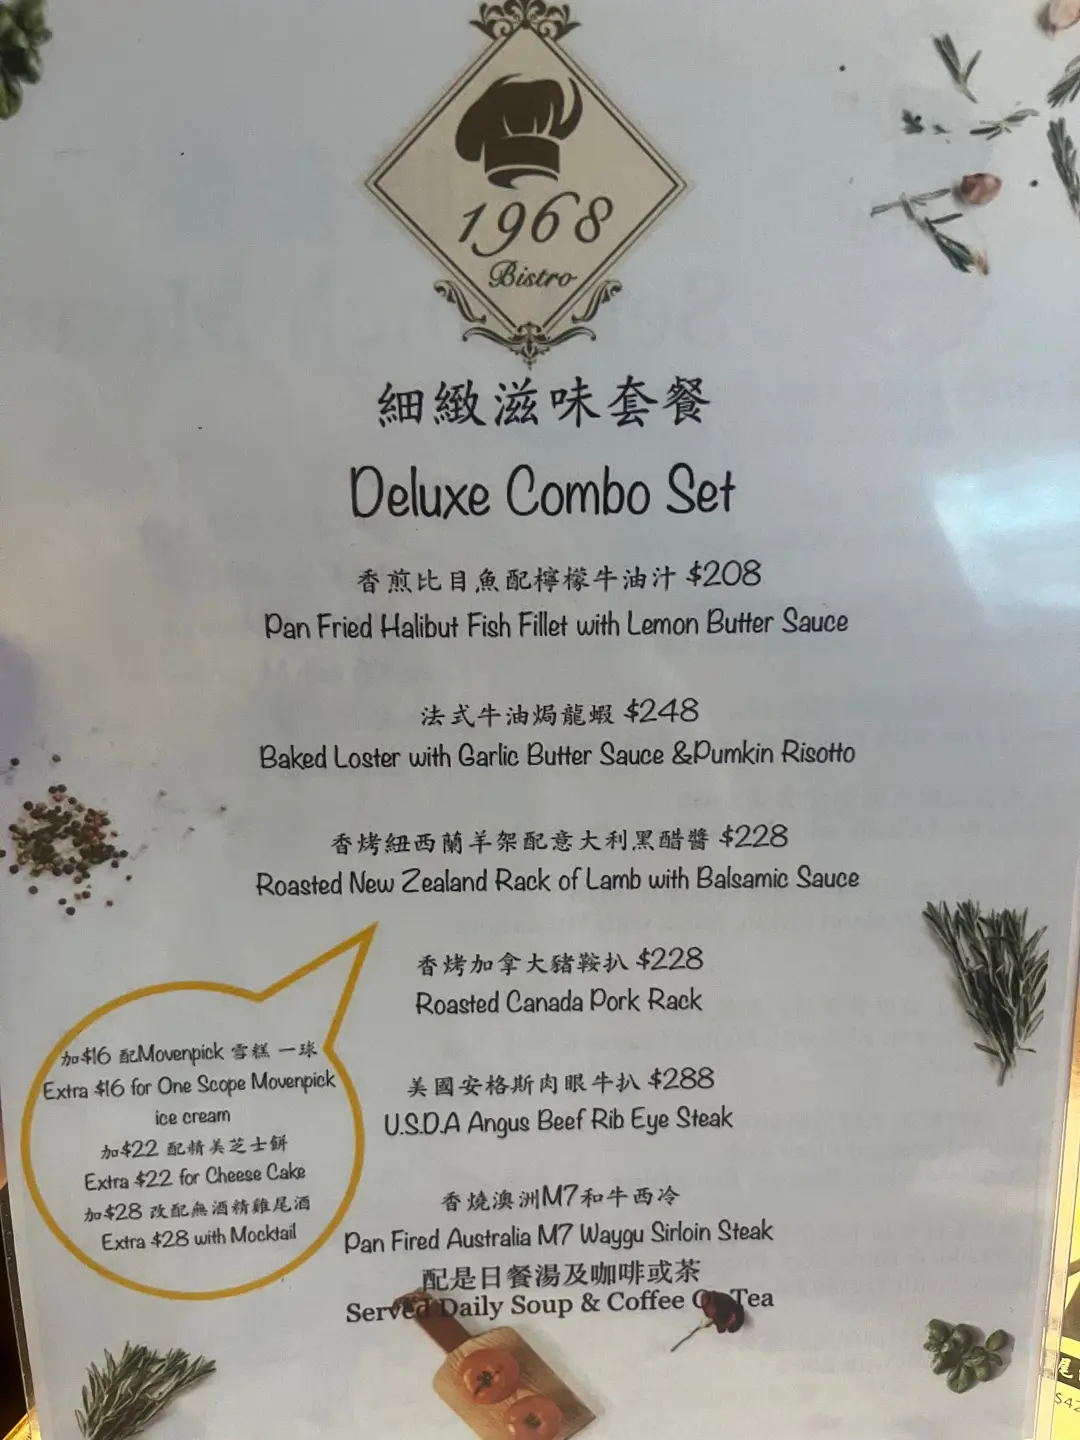 1968
Bistro
細緻滋味套餐
Deluxe Combo Set
香煎比目魚配檸檬牛油汁 $208
Pan Fried Halibut Fish Fillet with Lemon Butter Sauce
法式牛油焗龍蝦 $248
Baked Loster with Garlic Butter Sauce &Pumkin Risotto
香烤紐西蘭羊架配意大利黑醋醬 $228
Roasted New Zealand Rack of Lamb with Balsamic Sauce
香烤加拿大豬鞍扒 $228
Roasted Canada Pork Rack
美國安格斯肉眼牛扒 $288
U.S.D.A Angus Beef Rib Eye Steak
香燒澳洲M7和牛西冷
Pan Fired Australia M7 Waygu Sirloin Steak
配是日餐湯及咖啡或茶
Served Daily Soup & Coffee Or Tea
加$16 配Movenpick 雪糕 一球
Extra $16 for One Scope Movenpick
ice cream
加$22 配精美芝士餅
Extra $22 for Cheese Cake
加$28 改配無酒精雞尾酒
Extra $28 with Mocktail